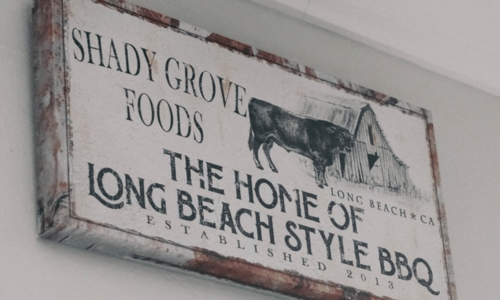 SHADY GROVE
FOODS
LONG BEACH ★ CA
THE HOME OF
LONG BEACH STYLE BBQ
ESTABLISHED 2013